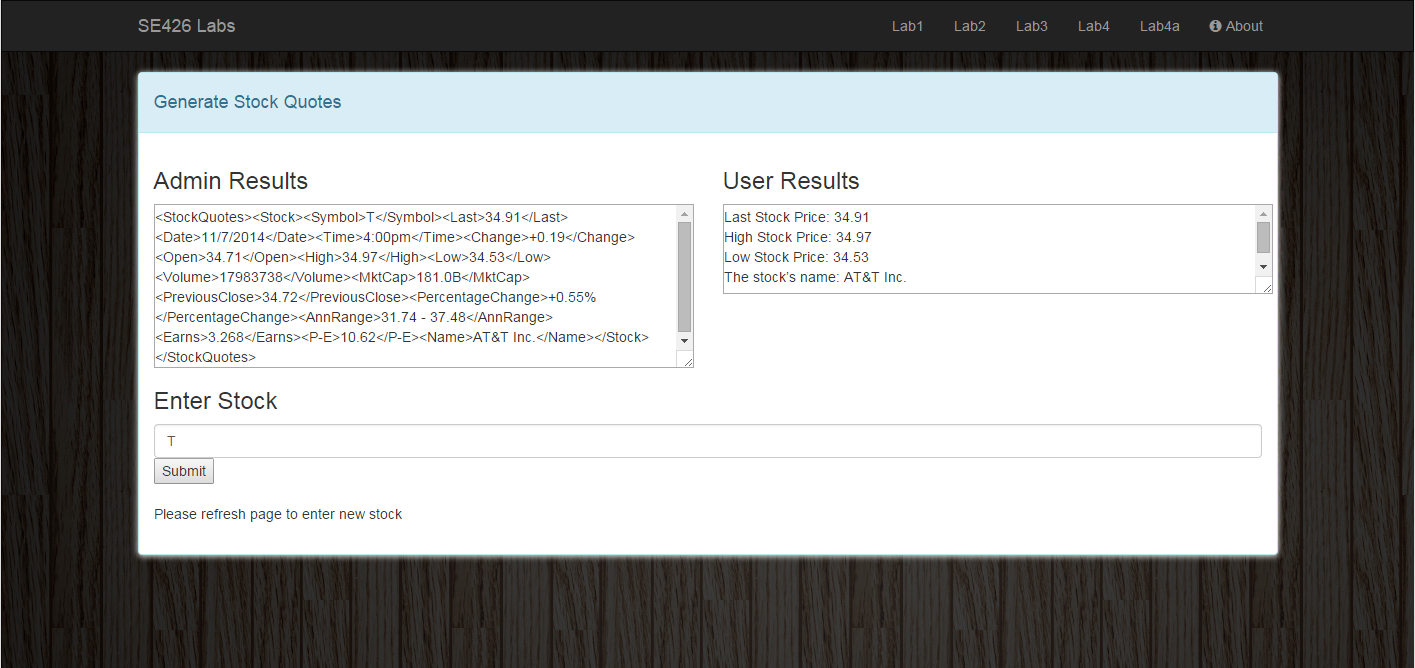 SE426 Labs Lab1 Lab2 Lab3 Lab4 Lab4a About
Generate Stock Quotes
Admin Results
<StockQuotes><Stock><Symbol>T</Symbol><Last>34.91</Last>
<Date>11/7/2014</Date><Time>4:00pm</Time><Change>+0.19</Change>
<Open>34.71</Open><High>34.97</High><Low>34.53</Low>
<Volume>17983738</Volume><MktCap>181.0B</MktCap>
<PreviousClose>34.72</PreviousClose><PercentageChange>+0.55%
</PercentageChange><AnnRange>31.74 - 37.48</AnnRange>
<Earns>3.268</Earns><P-E>10.62</P-E><Name>AT&T Inc.</Name></Stock>
</StockQuotes>
User Results
Last Stock Price: 34.91
High Stock Price: 34.97
Low Stock Price: 34.53
The stock’s name: AT&T Inc.
Enter Stock
T
Submit
Please refresh page to enter new stock